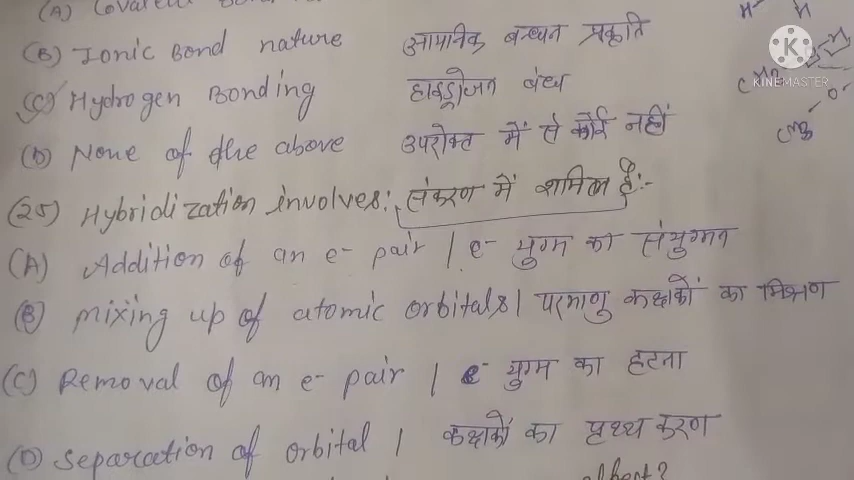 (A) Covalent
(B) Ionic Bond nature आयनिक बन्धन प्रकृति
(C) Hydrogen Bonding हाइड्रोजन बंध
(D) None of the above उपरोक्त में से कोई नहीं
(25) Hybridization involves: संकरण में शामिल है:-
(A) Addition of an e- pair | e- युग्म का संयुग्मन
(B) mixing up of atomic orbitals | परमाणु कक्षकों का मिश्रण
(C) Removal of an e- pair | e- युग्म का हटना
(D) separation of orbital | कक्षकों का पृथ्थकरण
KINEMASTER